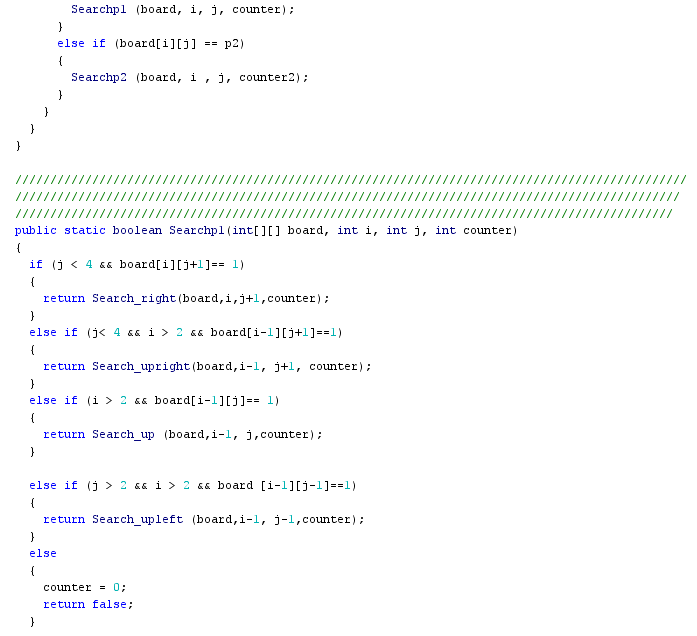 Searchp1 (board, i, j, counter);
}
else if (board[i][j] == p2)
{
Searchp2 (board, i , j, counter2);
}
}
}
}
////////////////////////////////////////////////////////////////////////////////////////////////
///////////////////////////////////////////////////////////////////////////////////////////////
//////////////////////////////////////////////////////////////////////////////////////////////
public static boolean Searchp1(int[][] board, int i, int j, int counter)
{
if (j < 4 && board[i][j+1]== 1)
{
return Search_right(board,i,j+1,counter);
}
else if (j< 4 && i > 2 && board[i-1][j+1]==1)
{
return Search_upright(board,i-1, j+1, counter);
}
else if (i > 2 && board[i-1][j]== 1)
{
return Search_up (board,i-1, j,counter);
}
else if (j > 2 && i > 2 && board [i-1][j-1]==1)
{
return Search_upleft (board,i-1, j-1,counter);
}
else
{
counter = 0;
return false;
}